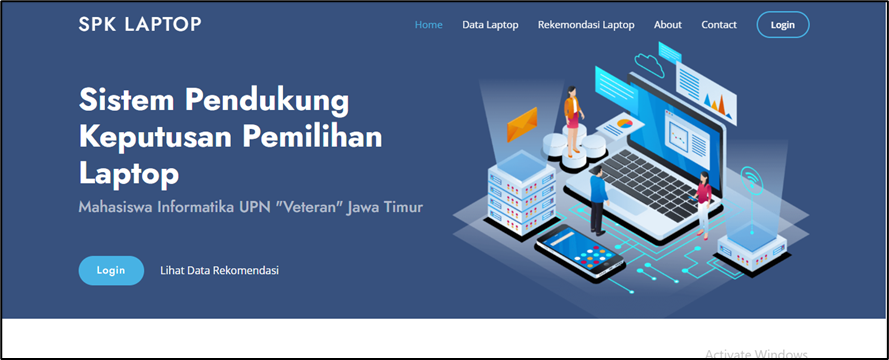 SPK LAPTOP
Home Data Laptop Rekemondasi Laptop About Contact Login
Sistem Pendukung
Keputusan Pemilihan
Laptop
Mahasiswa Informatika UPN "Veteran" Jawa Timur
Login Lihat Data Rekomendasi
Activate Windows